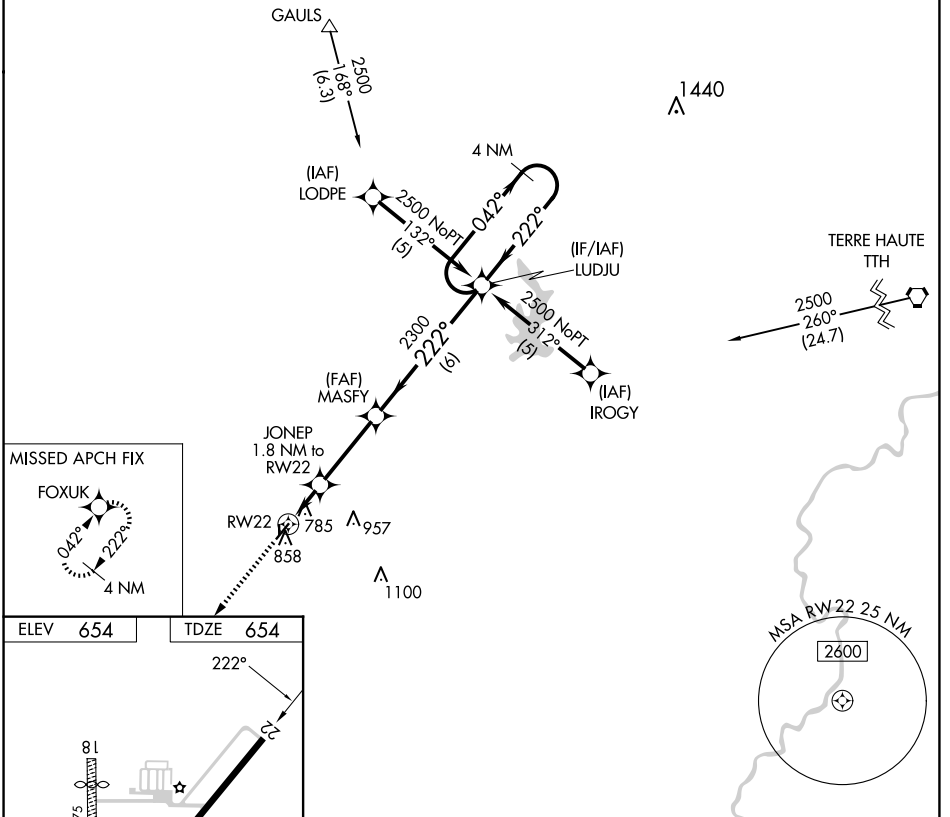 GAULS
2500
168°
(6.3)
1440
4 NM
(IAF)
LODPE
2500 NoPT
132°
(5)
042°
222°
(IF/IAF)
LUDJU
TERRE HAUTE
TTH
2500
260°
(24.7)
2500 NoPT
312°
(5)
2300
222°
(6)
(IAF)
IROGY
(FAF)
MASFY
JONEP
1.8 NM to
RW22
MISSED APCH FIX
FOXUK
042°
222°
4 NM
RW22
785
957
858
1100
ELEV 654
TDZE 654
222°
22
18
75
MSA RW22 25 NM
2600